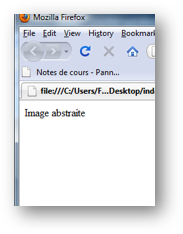 Mozilla Firefox
File Edit View History Bookmark
Notes de cours - Pann...
file:///C:/Users/F...Desktop/ind
Image abstraite